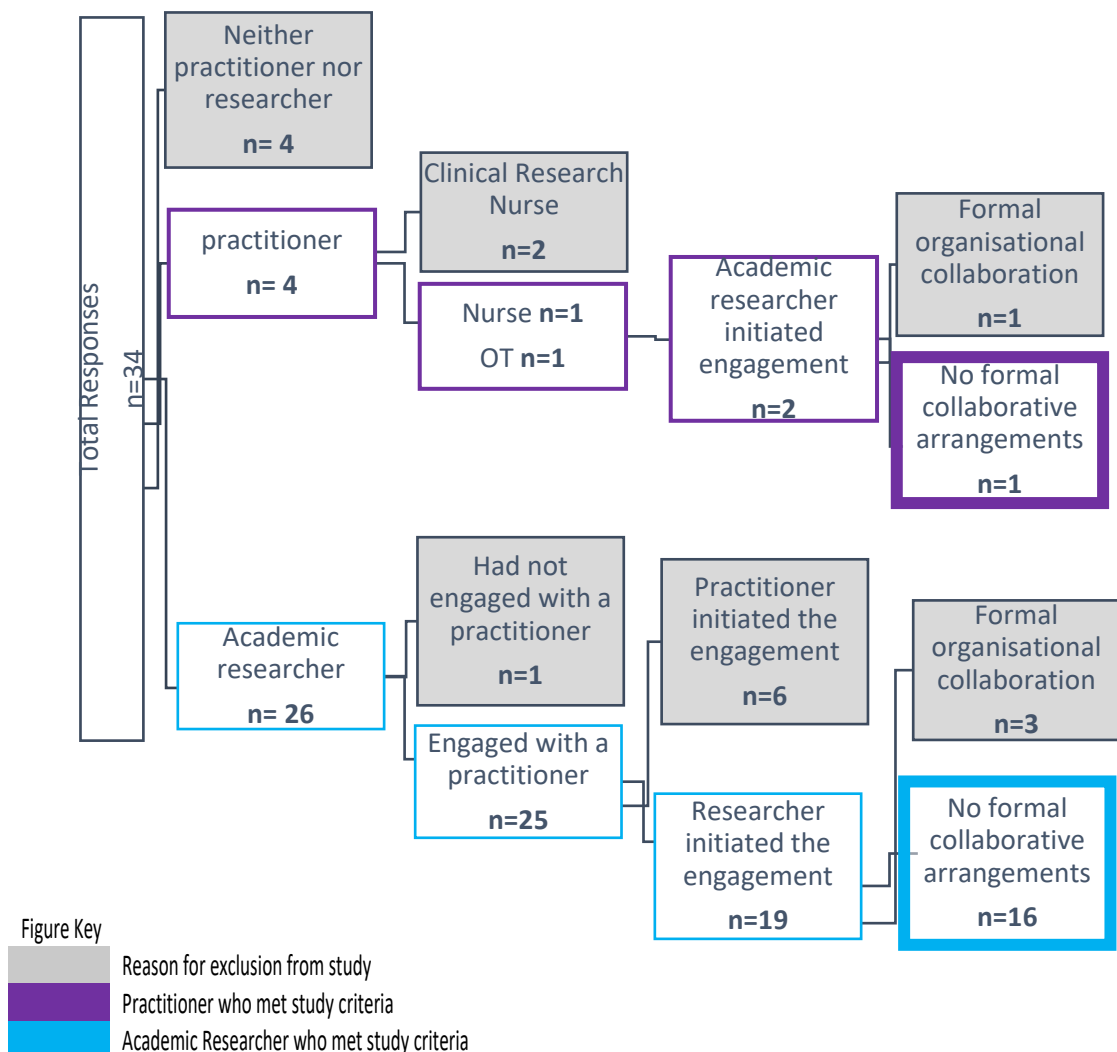 Total Responses
n=34
Neither
practitioner nor
researcher
n= 4
practitioner
n= 4
Clinical Research
Nurse
n=2
Nurse n=1
OT n=1
Academic
researcher
initiated
engagement
n=2
Formal
organisational
collaboration
n=1
No formal
collaborative
arrangements
n=1
Academic
researcher
n= 26
Had not
engaged with a
practitioner
n=1
Engaged with a
practitioner
n=25
Practitioner
initiated the
engagement
n=6
Researcher
initiated the
engagement
n=19
Formal
organisational
collaboration
n=3
No formal
collaborative
arrangements
n=16
Figure Key
Reason for exclusion from study
Practitioner who met study criteria
Academic Researcher who met study criteria